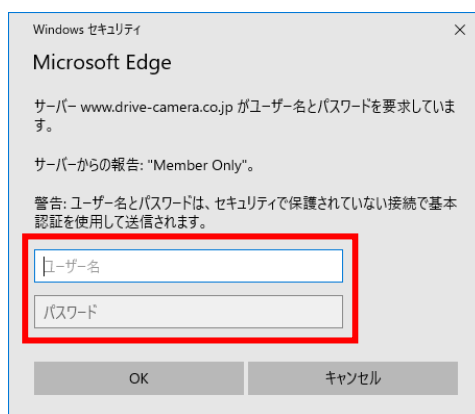 Windows セキュリティ
Microsoft Edge
サーバー www.drive-camera.co.jp がユーザー名とパスワードを要求していま
す。
サーバーからの報告: "Member Only"。
警告: ユーザー名とパスワードは、セキュリティで保護されていない接続で基本
認証を使用して送信されます。
ユーザー名
パスワード
OK
キャンセル